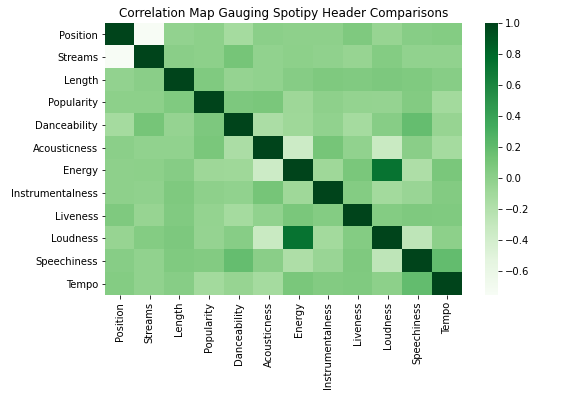 Correlation Map Gauging Spotipy Header Comparisons
Position
Streams
Length
Popularity
Danceability
Acousticness
Energy
Instrumentalness
Liveness
Loudness
Speechiness
Tempo
Position
Streams
Length
Popularity
Danceability
Acousticness
Energy
Instrumentalness
Liveness
Loudness
Speechiness
Tempo
1.0
0.8
0.6
0.4
0.2
0.0
−0.2
−0.4
−0.6